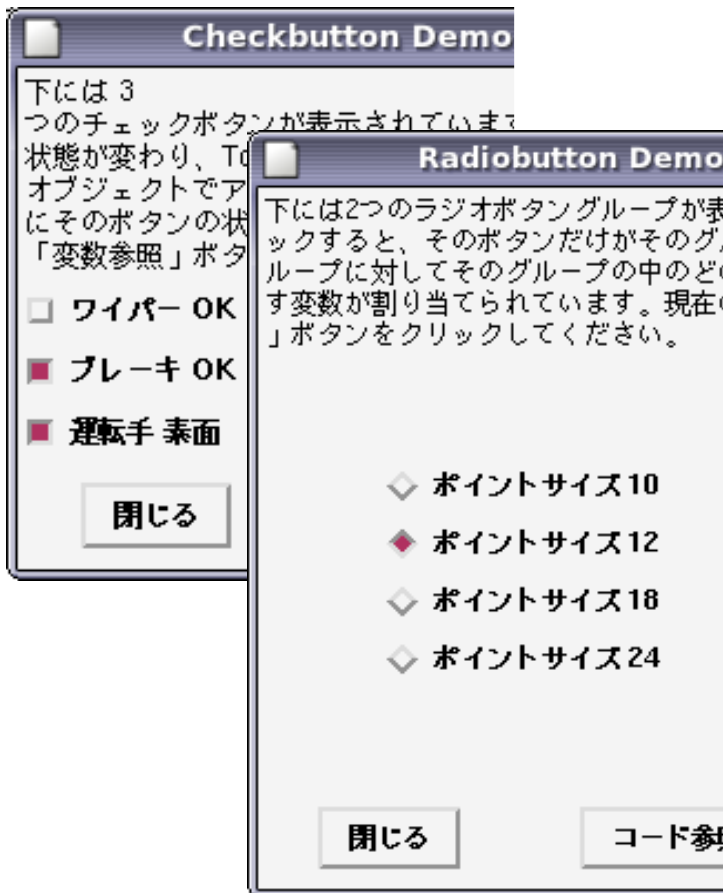 Checkbutton Demo
下には 3
つのチェックボタンが表示されています
状態が変わり、Tc
オブジェクトでア
にそのボタンの状
「変数参照」ボタ
ワイパー OK
ブレーキ OK
運転手 素面
閉じる
Radiobutton Demo
下には2つのラジオボタングループが表
ックすると、そのボタンだけがそのグル
ループに対してそのグループの中のどの
す変数が割り当てられています。現在の
」ボタンをクリックしてください。
ポイントサイズ10
ポイントサイズ12
ポイントサイズ18
ポイントサイズ24
閉じる
コード参照